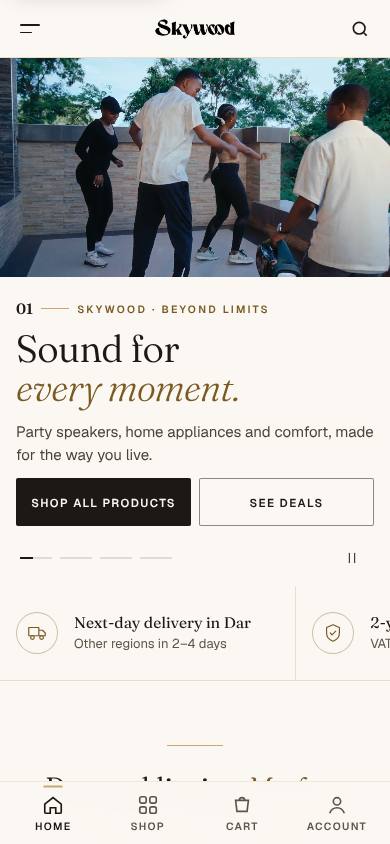 Skywood
01 SKYWOOD · BEYOND LIMITS
Sound for
every moment.
Party speakers, home appliances and comfort, made
for the way you live.
SHOP ALL PRODUCTS SEE DEALS
Next-day delivery in Dar
Other regions in 2–4 days
VAT
HOME SHOP CART ACCOUNT